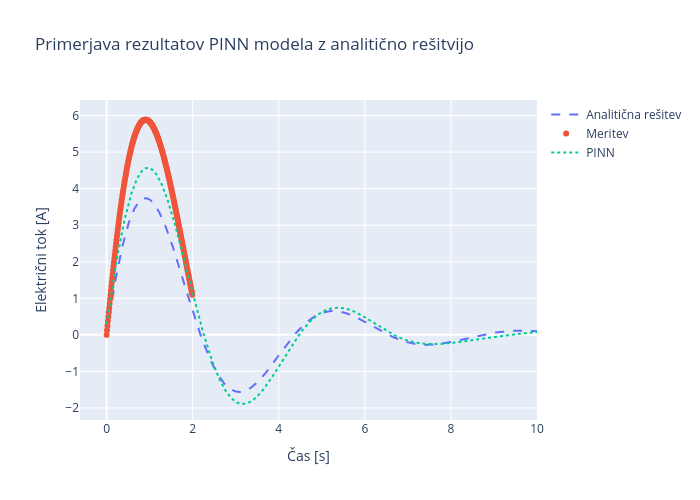 Primerjava rezultatov PINN modela z analitično rešitvijo
Analitična rešitev
Meritev
PINN
Električni tok [A]
6
5
4
3
2
1
0
−1
−2
0 2 4 6 8 10
Čas [s]